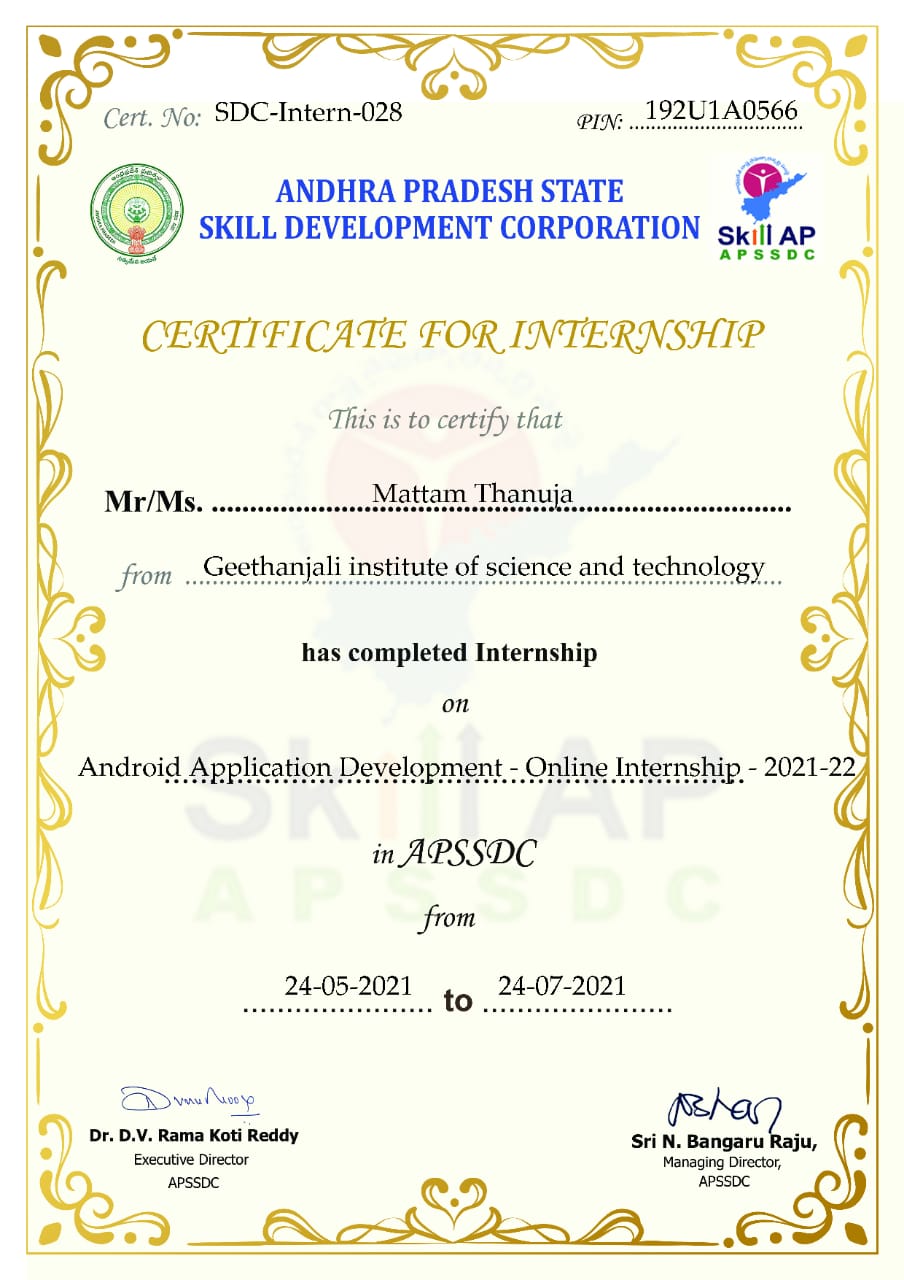 Cert. No: SDC-Intern-028
PIN: 192U1A0566
ANDHRA PRADESH STATE
SKILL DEVELOPMENT CORPORATION
Skill AP
APSSDC
CERTIFICATE FOR INTERNSHIP
This is to certify that
Mr/Ms. Mattam Thanuja
from Geethanjali institute of science and technology
has completed Internship
on
Android Application Development - Online Internship - 2021-22
in APSSDC
from
24-05-2021 to 24-07-2021
Dr. D.V. Rama Koti Reddy
Executive Director
APSSDC
Sri N. Bangaru Raju,
Managing Director,
APSSDC